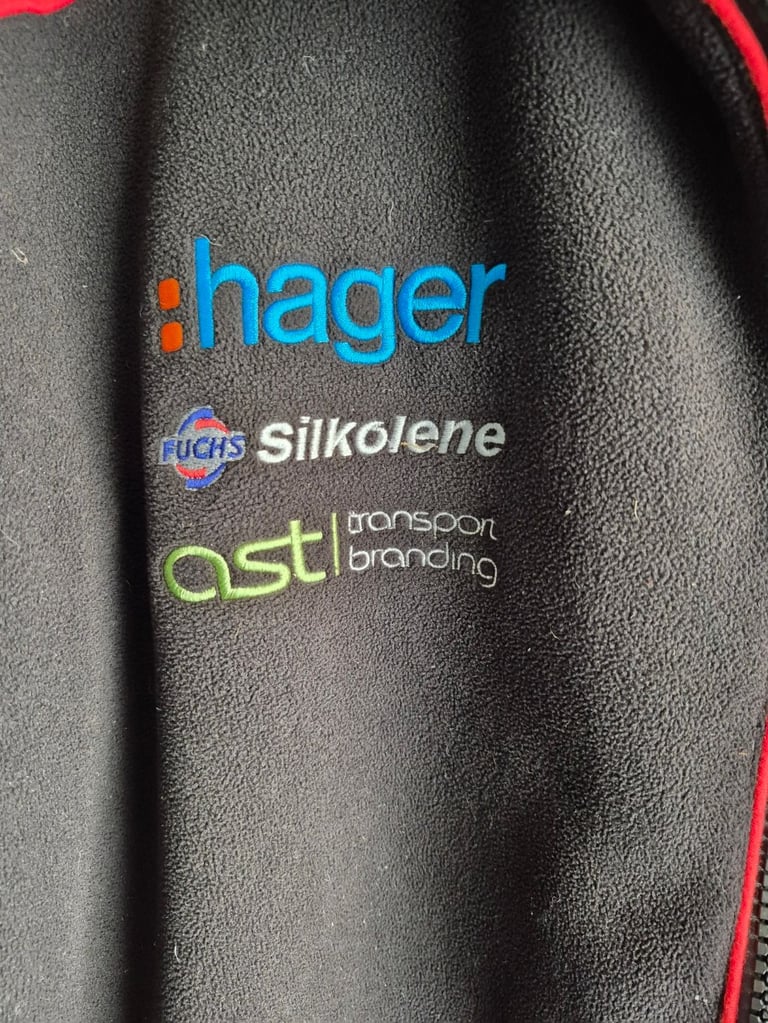 :hager
FUCHS Silkolene
ast | transport
branding